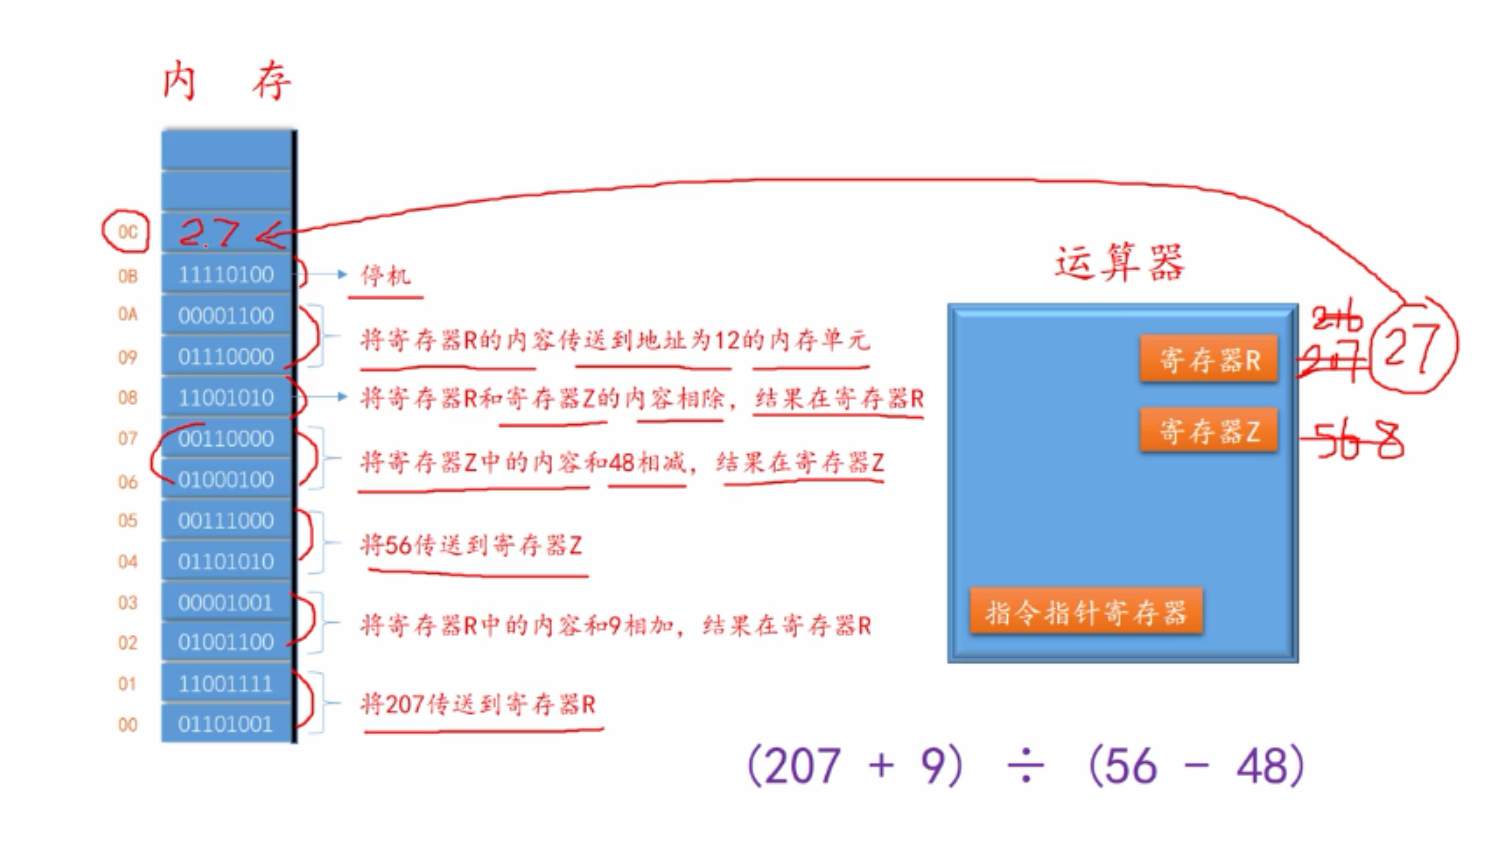 内 存
0C 2.7
运算器
0B 11110100 停机
0A 00001100
09 01110000
将寄存器R的内容传送到地址为12的内存单元
08 11001010 将寄存器R和寄存器Z的内容相除，结果在寄存器R
07 00110000
06 01000100
将寄存器Z中的内容和48相减，结果在寄存器Z
05 00111000
04 01101010
将56传送到寄存器Z
03 00001001
02 01001100
将寄存器R中的内容和9相加，结果在寄存器R
01 11001111
00 01101001
将207传送到寄存器R
216
寄存器R 207 27
寄存器Z 56 8
指令指针寄存器
(207 + 9) ÷ (56 - 48)